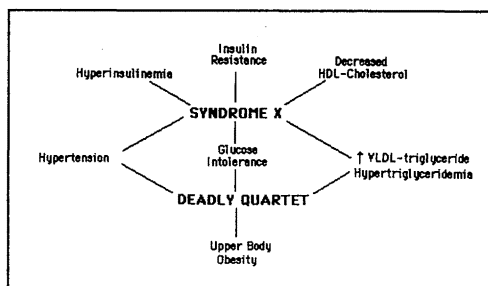 Insulin
Resistance
Hyperinsulinemia
Decreased
HDL-Cholesterol
SYNDROME X
Hypertension
Glucose
Intolerance
↑ VLDL-triglyceride
Hypertriglyceridemia
DEADLY QUARTET
Upper Body
Obesity